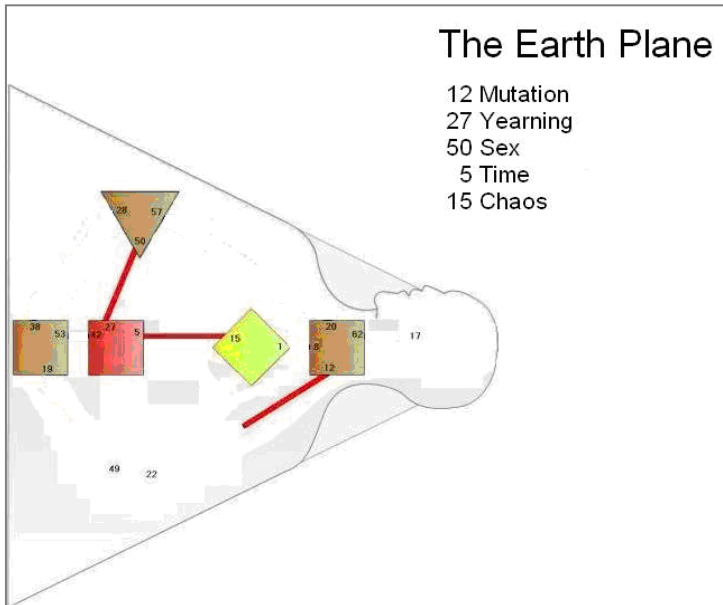 The Earth Plane
12 Mutation
27 Yearning
50 Sex
5 Time
15 Chaos
28 57
50
38 53
19
27
42 5
15 1
20 62
8
12
17
49 22